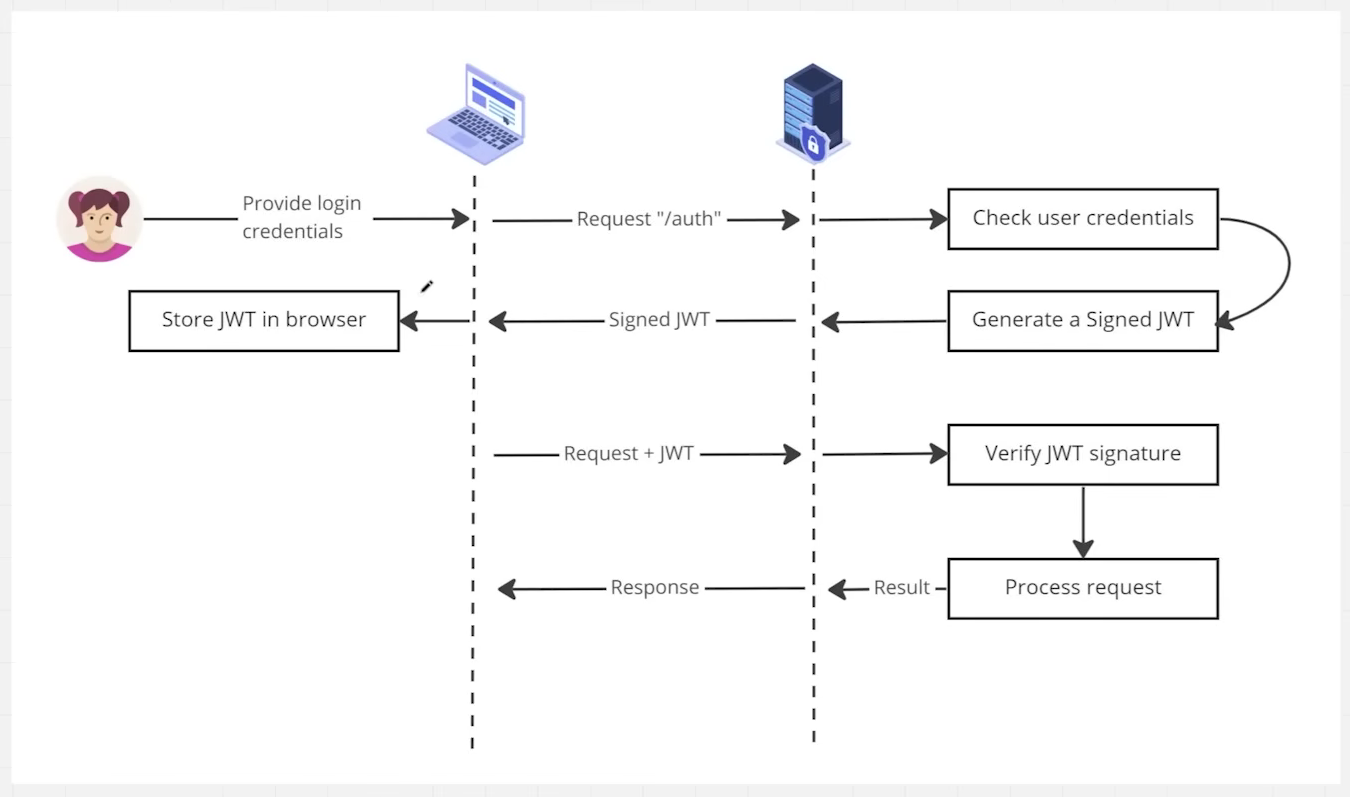 Provide login
credentials
Request "/auth"
Check user credentials
Store JWT in browser
Signed JWT
Generate a Signed JWT
Request + JWT
Verify JWT signature
Response
Result
Process request